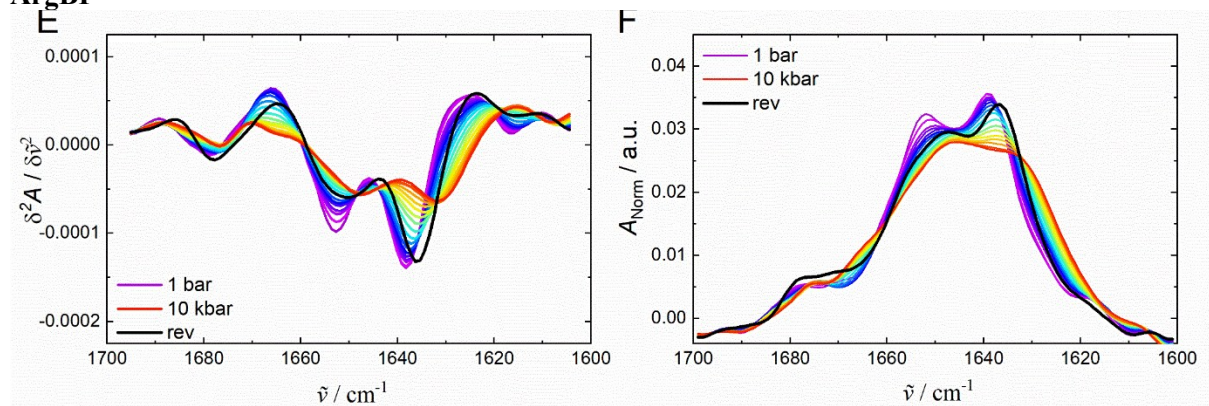 ArgBP
E
F
0.0001
0.0000
-0.0001
-0.0002
δ²A / δν̃²
1 bar
10 kbar
rev
1700 1680 1660 1640 1620 1600
ν̃ / cm⁻¹
0.04
0.03
0.02
0.01
0.00
A_Norm / a.u.
1 bar
10 kbar
rev
1700 1680 1660 1640 1620 1600
ν̃ / cm⁻¹